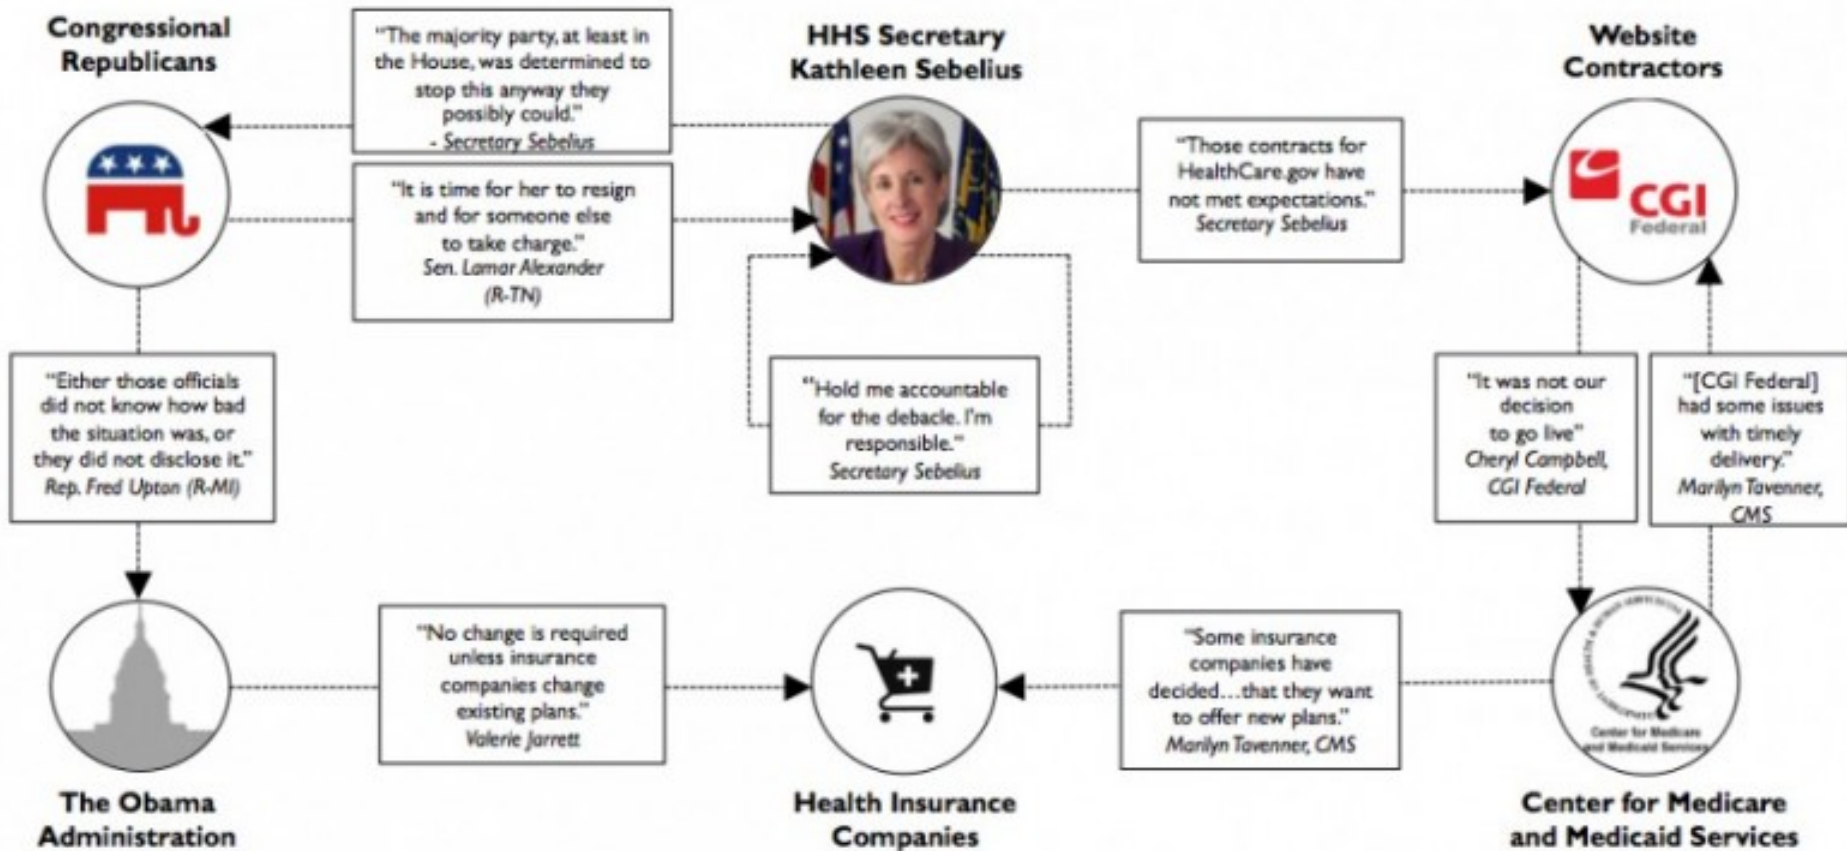 Congressional
Republicans
"The majority party, at least in
the House, was determined to
stop this anyway they
possibly could."
- Secretary Sebelius
HHS Secretary
Kathleen Sebelius
Website
Contractors
"It is time for her to resign
and for someone else
to take charge."
Sen. Lamar Alexander
(R-TN)
"Those contracts for
HealthCare.gov have
not met expectations."
Secretary Sebelius
CGI
Federal
"Either those officials
did not know how bad
the situation was, or
they did not disclose it."
Rep. Fred Upton (R-MI)
"Hold me accountable
for the debacle. I'm
responsible."
Secretary Sebelius
"It was not our
decision
to go live"
Cheryl Campbell,
CGI Federal
"[CGI Federal]
had some issues
with timely
delivery."
Marilyn Tavenner,
CMS
"No change is required
unless insurance
companies change
existing plans."
Valerie Jarrett
"Some insurance
companies have
decided...that they want
to offer new plans."
Marilyn Tavenner, CMS
Center for Medicare
and Medicaid Services
The Obama
Administration
Health Insurance
Companies
Center for Medicare
and Medicaid Services